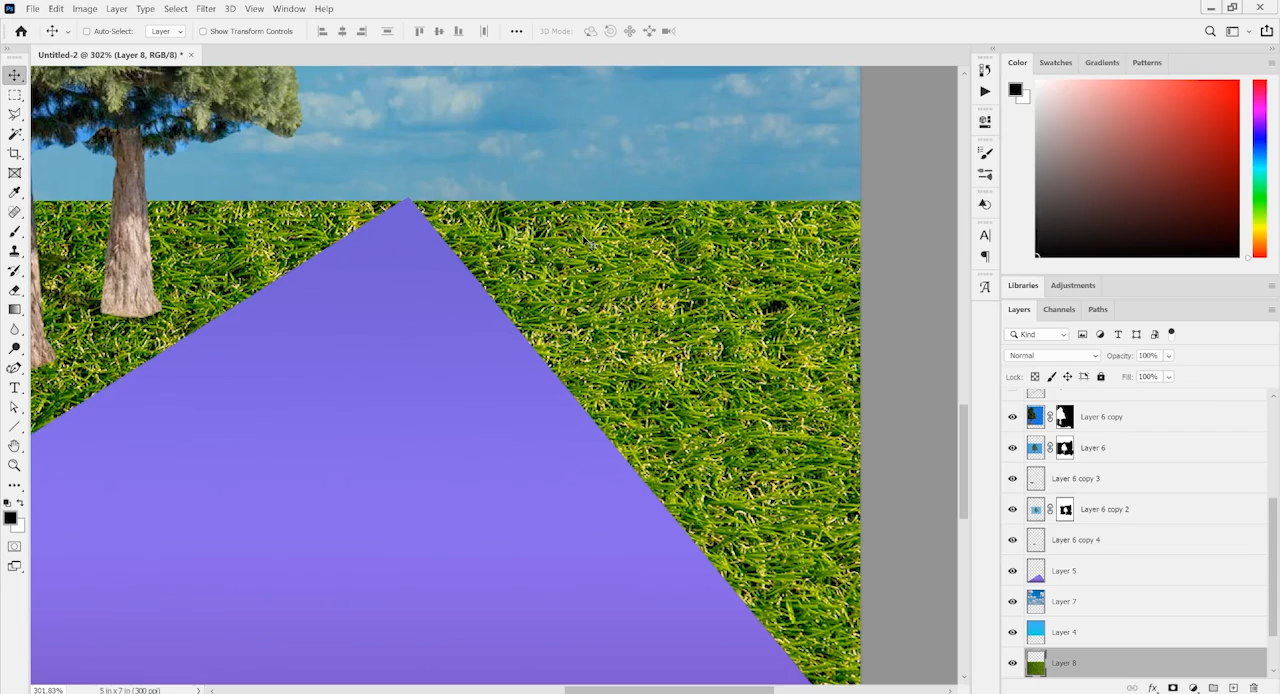 Ps File Edit Image Layer Type Select Filter 3D View Window Help
Auto-Select: Layer Show Transform Controls 3D Mode:
Untitled-2 @ 302% (Layer 8, RGB/8) *
Color Swatches Gradients Patterns
Libraries Adjustments
Layers Channels Paths
Kind
Normal Opacity: 100%
Lock: Fill: 100%
Layer 6 copy
Layer 6
Layer 6 copy 3
Layer 6 copy 2
Layer 6 copy 4
Layer 5
Layer 7
Layer 4
Layer 8
301.83% 5 in x 7 in (300 ppi)